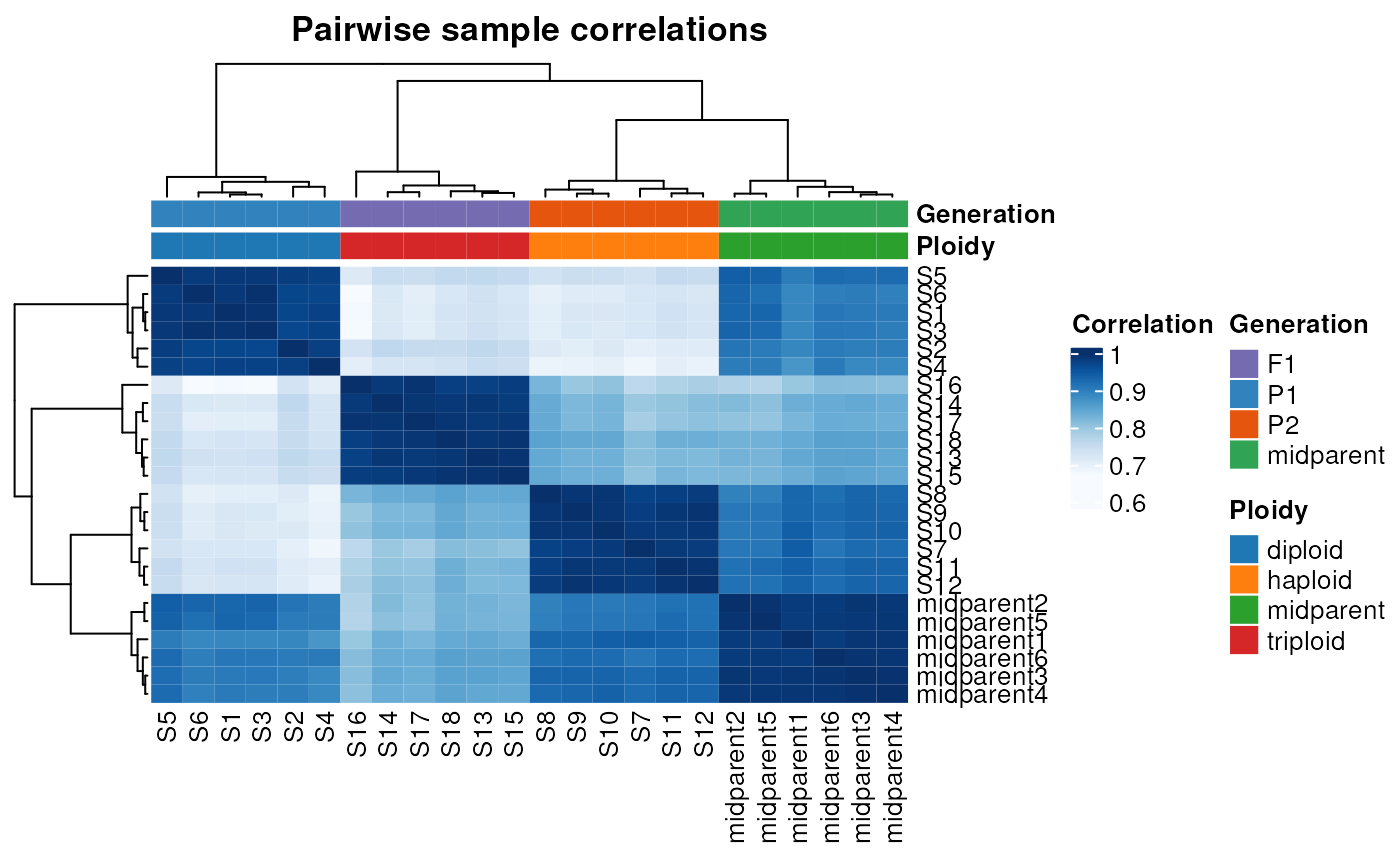 Pairwise sample correlations
Generation
Ploidy
S5
S6
S1
S3
S2
S4
S16
S14
S17
S18
S13
S15
S8
S9
S10
S7
S11
S12
midparent2
midparent5
midparent1
midparent6
midparent3
midparent4
S5 S6 S1 S3 S2 S4 S16 S14 S17 S18 S13 S15 S8 S9 S10 S7 S11 S12 midparent2 midparent5 midparent1 midparent6 midparent3 midparent4
Correlation
1
0.9
0.8
0.7
0.6
Generation
F1
P1
P2
midparent
Ploidy
diploid
haploid
midparent
triploid